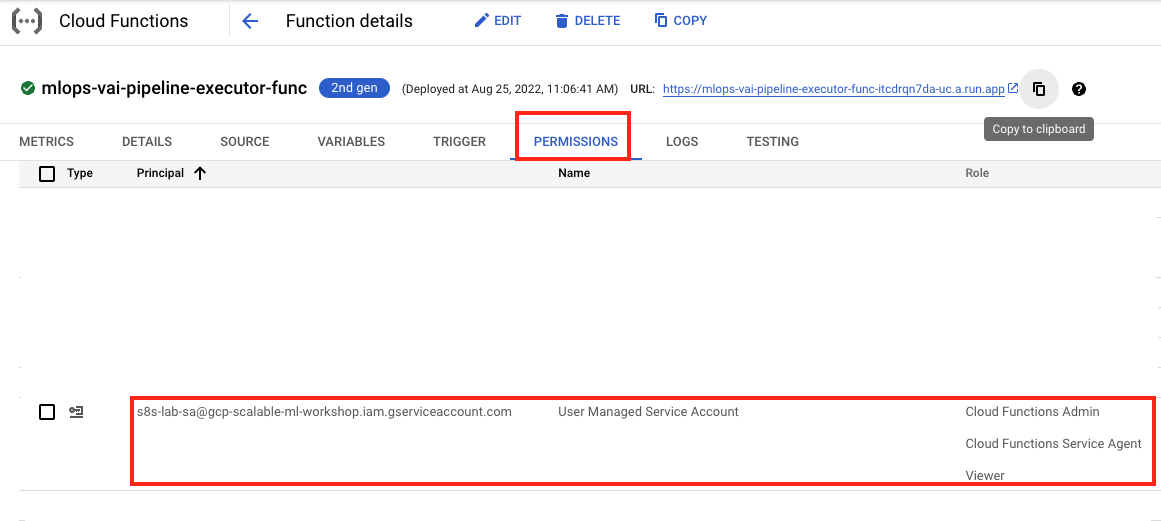 Cloud Functions Function details EDIT DELETE COPY
mlops-vai-pipeline-executor-func 2nd gen (Deployed at Aug 25, 2022, 11:06:41 AM) URL: https://mlops-vai-pipeline-executor-func-itcdrqn7da-uc.a.run.app
Copy to clipboard
METRICS DETAILS SOURCE VARIABLES TRIGGER PERMISSIONS LOGS TESTING
Type Principal Name Role
s8s-lab-sa@gcp-scalable-ml-workshop.iam.gserviceaccount.com User Managed Service Account Cloud Functions Admin
Cloud Functions Service Agent
Viewer